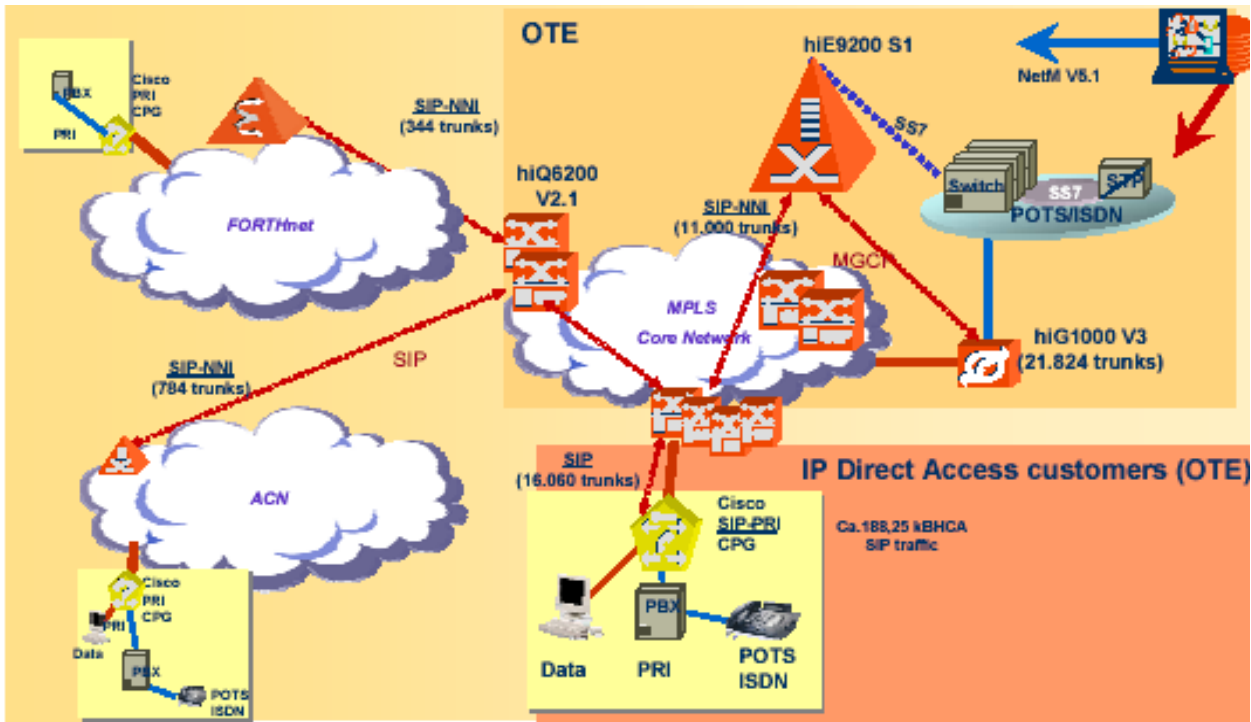 OTE
hiE9200 S1
NetM V5.1
Cisco
PRI
CPG
PBX
PRI
SIP-NNI
(344 trunks)
SS7
hiQ6200
V2.1
Switch
SS7
STP
POTS/ISDN
FORTHnet
SIP-NNI
(11.000 trunks)
MGCP
MPLS
Core Network
hiG1000 V3
(21.824 trunks)
SIP-NNI
(784 trunks)
SIP
SIP
(16.060 trunks)
IP Direct Access customers (OTE)
ACN
Cisco
SIP-PRI
CPG
Ca.188,25 kBHCA
SIP traffic
Cisco
PRI
CPG
PRI
Data
PBX
POTS
ISDN
PBX
Data
PRI
POTS
ISDN